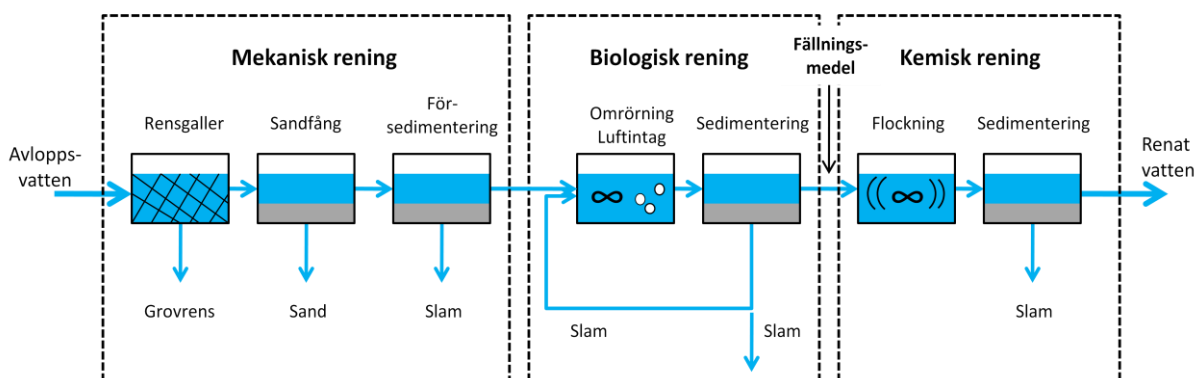 Mekanisk rening
Biologisk rening
Fällnings-
medel
Kemisk rening
Avlopps-
vatten
Rensgaller
Sandfång
För-
sedimentering
Omrörning
Luftintag
Sedimentering
Flockning
Sedimentering
Renat
vatten
Grovrens
Sand
Slam
Slam
Slam
Slam